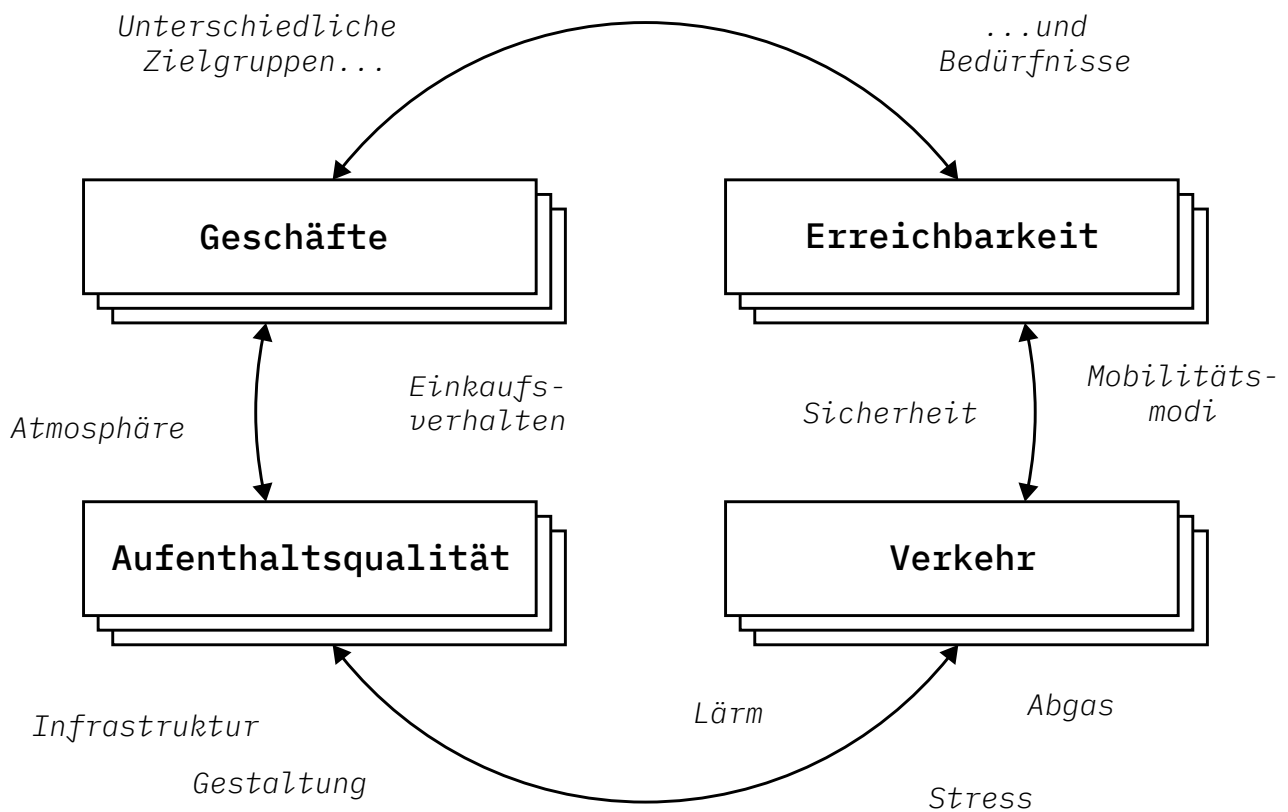 Unterschiedliche
Zielgruppen...
...und
Bedürfnisse
Geschäfte
Erreichbarkeit
Atmosphäre
Einkaufs-
verhalten
Sicherheit
Mobilitäts-
modi
Aufenthaltsqualität
Verkehr
Infrastruktur
Gestaltung
Lärm
Abgas
Stress